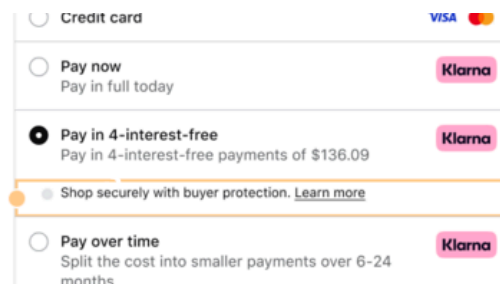 Credit card
VISA
Pay now
Klarna
Pay in full today
Pay in 4-interest-free
Klarna
Pay in 4-interest-free payments of $136.09
Shop securely with buyer protection. Learn more
Pay over time
Klarna
Split the cost into smaller payments over 6-24
months